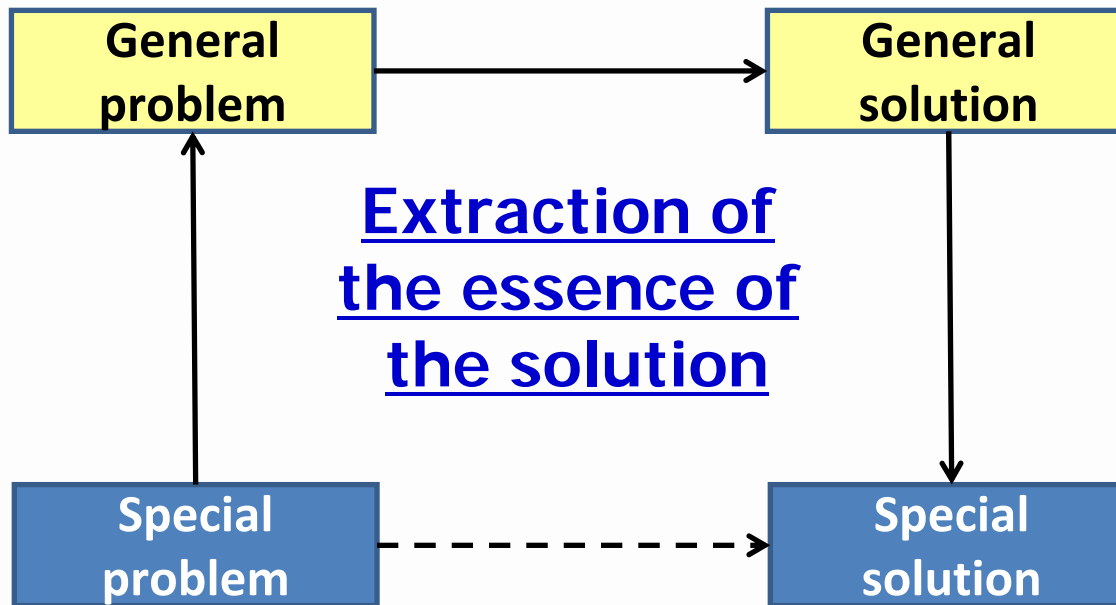 General
problem
General
solution
Extraction of
the essence of
the solution
Special
problem
Special
solution